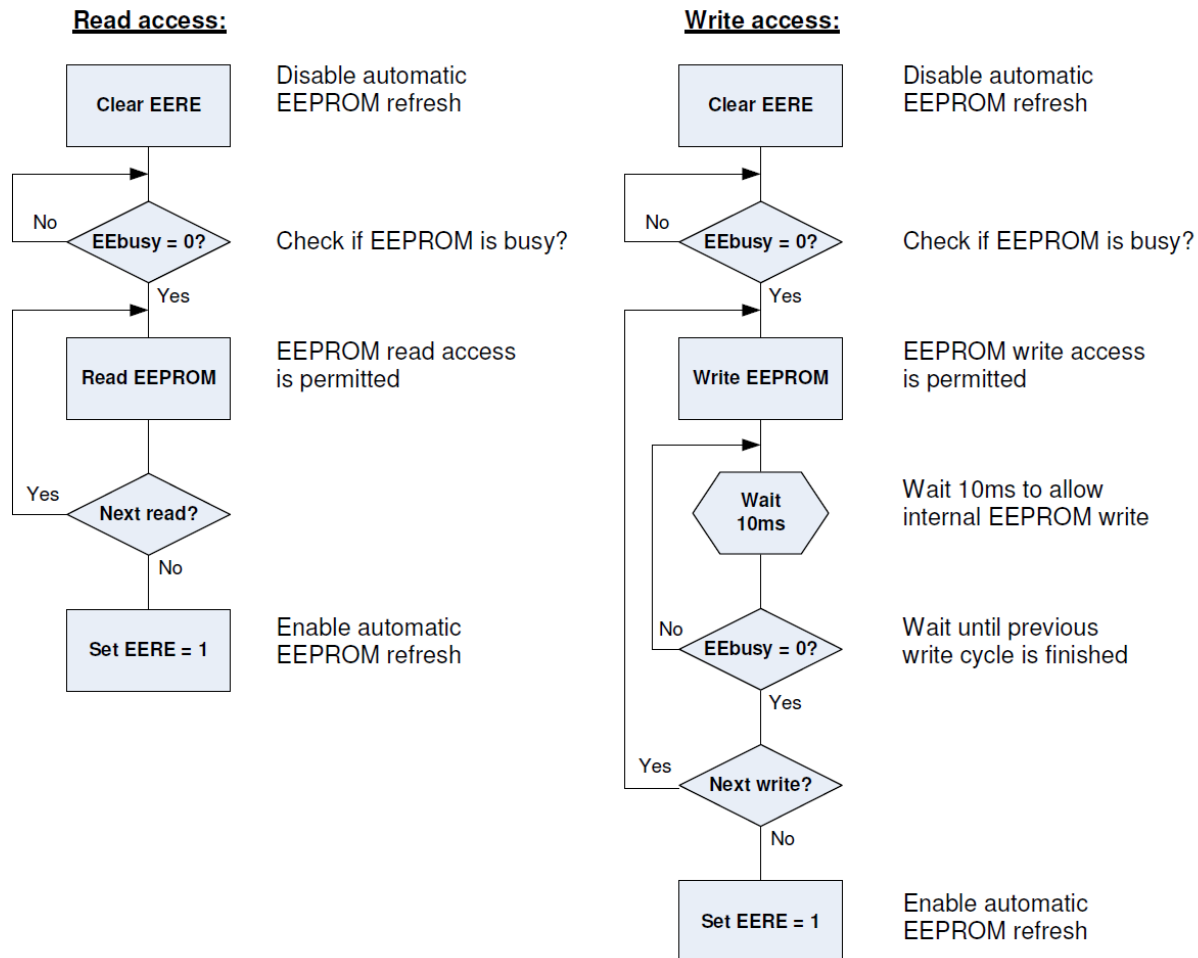 Read access:
Clear EERE
Disable automatic
EEPROM refresh
No
EEbusy = 0?
Check if EEPROM is busy?
Yes
Read EEPROM
EEPROM read access
is permitted
Yes
Next read?
No
Set EERE = 1
Enable automatic
EEPROM refresh
Write access:
Clear EERE
Disable automatic
EEPROM refresh
No
EEbusy = 0?
Check if EEPROM is busy?
Yes
Write EEPROM
EEPROM write access
is permitted
Wait
10ms
Wait 10ms to allow
internal EEPROM write
No
EEbusy = 0?
Wait until previous
write cycle is finished
Yes
Yes
Next write?
No
Set EERE = 1
Enable automatic
EEPROM refresh